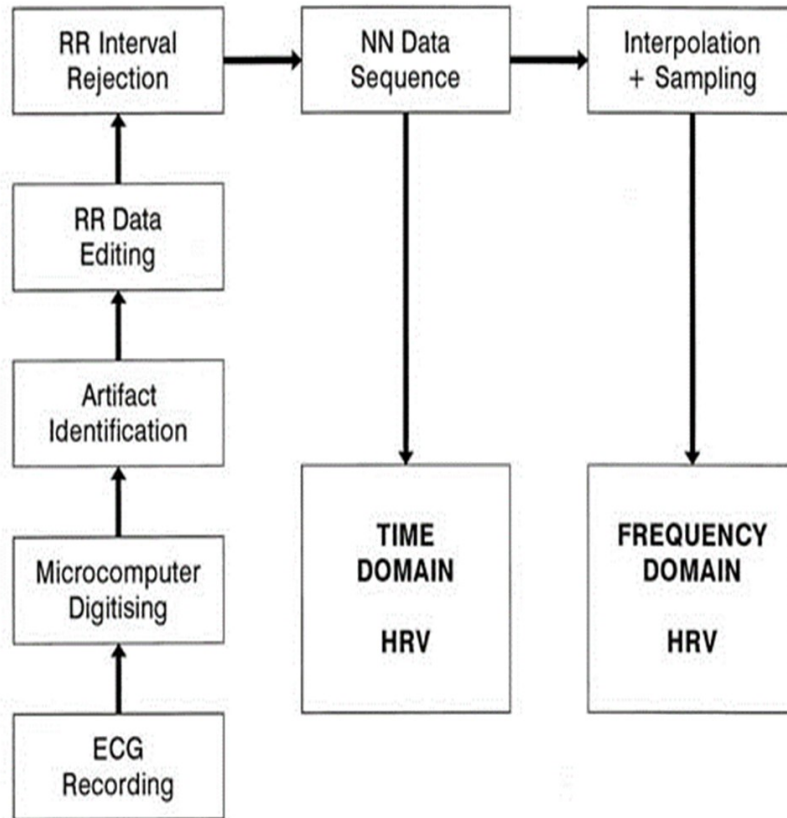 RR Interval
Rejection
NN Data
Sequence
Interpolation
+ Sampling
RR Data
Editing
Artifact
Identification
Microcomputer
Digitising
ECG
Recording
TIME
DOMAIN
HRV
FREQUENCY
DOMAIN
HRV